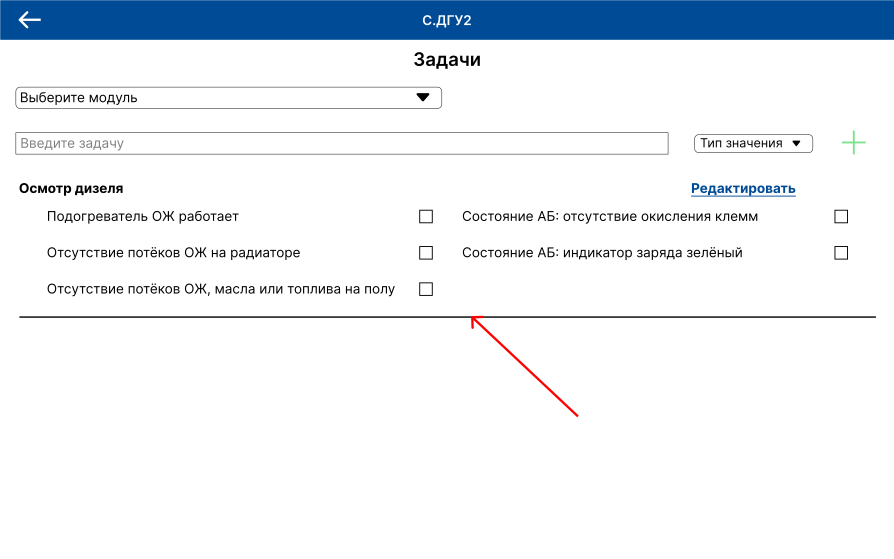 С.ДГУ2
Задачи
Выберите модуль
Введите задачу
Тип значения
Осмотр дизеля
Редактировать
Подогреватель ОЖ работает
Состояние АБ: отсутствие окисления клемм
Отсутствие потёков ОЖ на радиаторе
Состояние АБ: индикатор заряда зелёный
Отсутствие потёков ОЖ, масла или топлива на полу